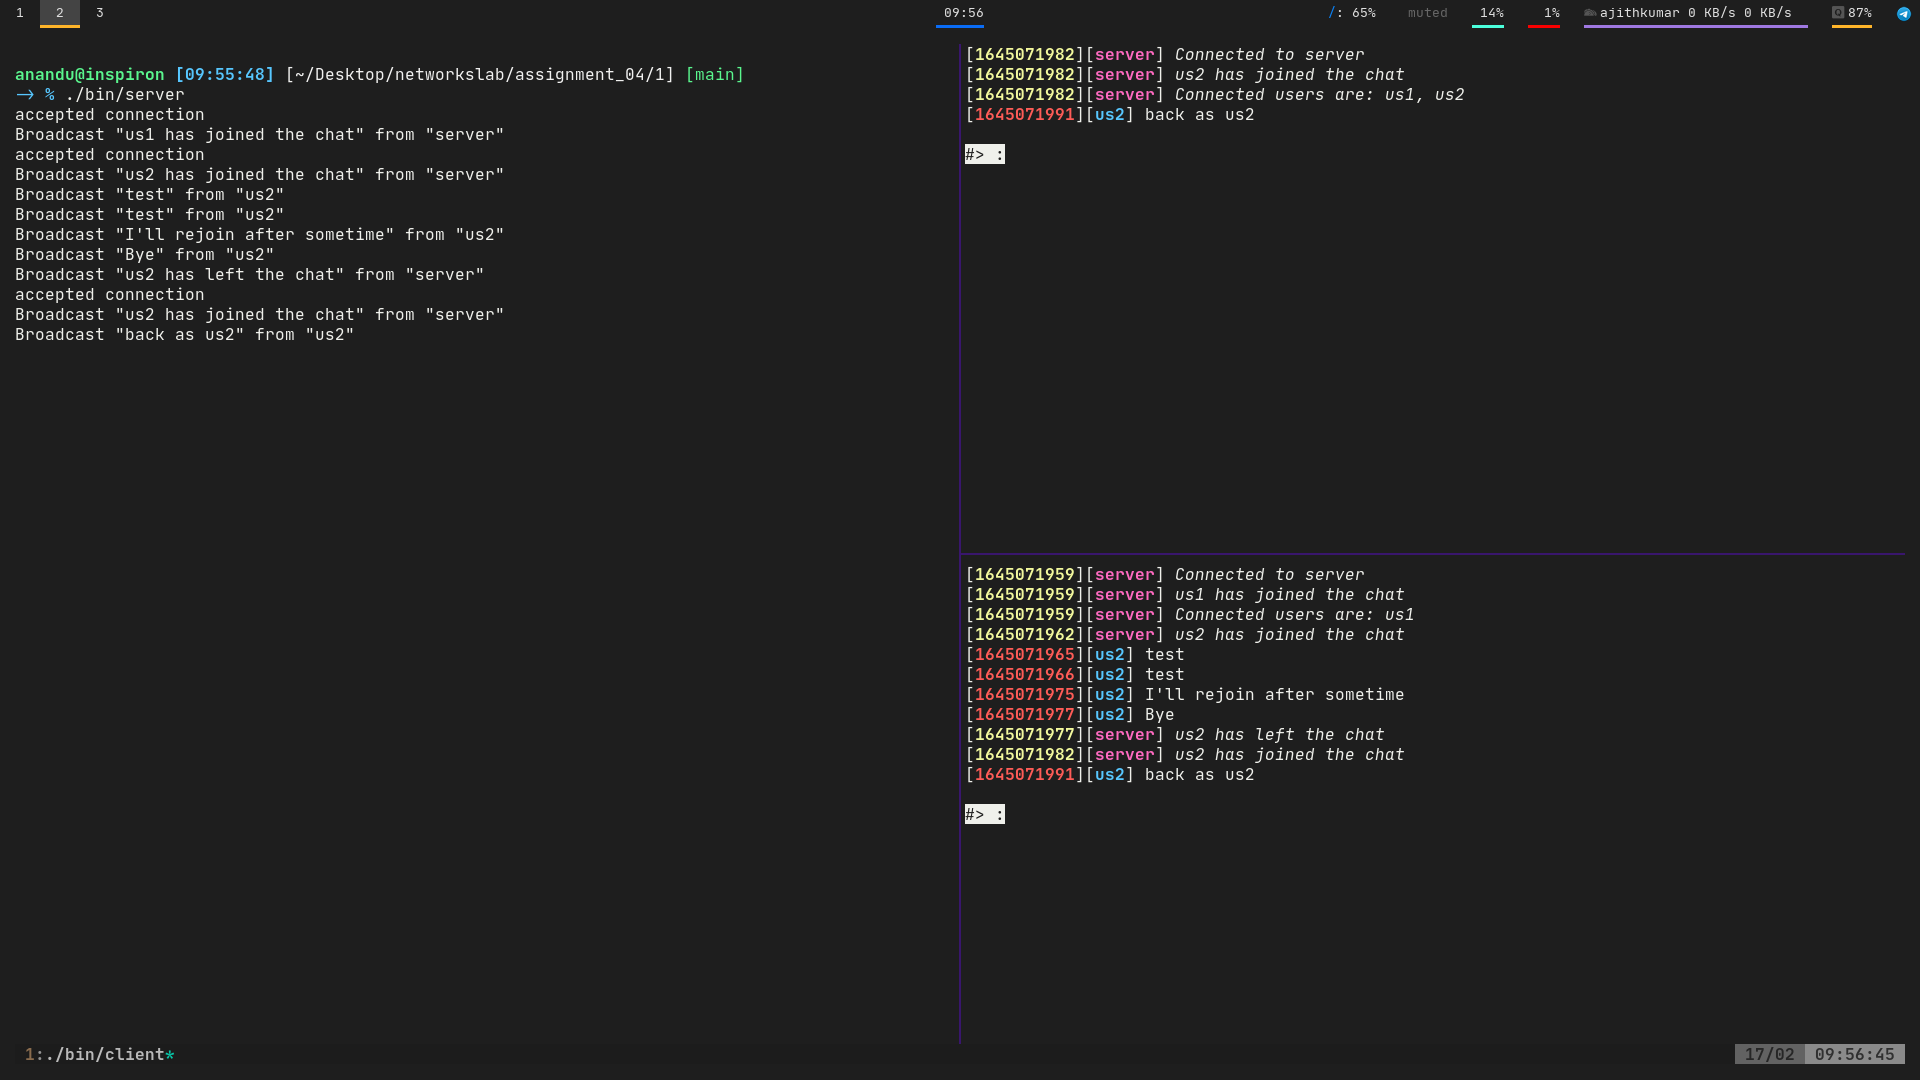 1 2 3 09:56 /: 65% muted 14% 1% ajithkumar 0 KB/s 0 KB/s 87%
anandu@inspiron [09:55:48] [~/Desktop/networkslab/assignment_04/1] [main]
—> % ./bin/server
accepted connection
Broadcast "us1 has joined the chat" from "server"
accepted connection
Broadcast "us2 has joined the chat" from "server"
Broadcast "test" from "us2"
Broadcast "test" from "us2"
Broadcast "I'll rejoin after sometime" from "us2"
Broadcast "Bye" from "us2"
Broadcast "us2 has left the chat" from "server"
accepted connection
Broadcast "us2 has joined the chat" from "server"
Broadcast "back as us2" from "us2"
[1645071982][server] Connected to server
[1645071982][server] us2 has joined the chat
[1645071982][server] Connected users are: us1, us2
[1645071991][us2] back as us2
#> :
[1645071959][server] Connected to server
[1645071959][server] us1 has joined the chat
[1645071959][server] Connected users are: us1
[1645071962][server] us2 has joined the chat
[1645071965][us2] test
[1645071966][us2] test
[1645071975][us2] I'll rejoin after sometime
[1645071977][us2] Bye
[1645071977][server] us2 has left the chat
[1645071982][server] us2 has joined the chat
[1645071991][us2] back as us2
#> :
1:./bin/client* 17/02 09:56:45